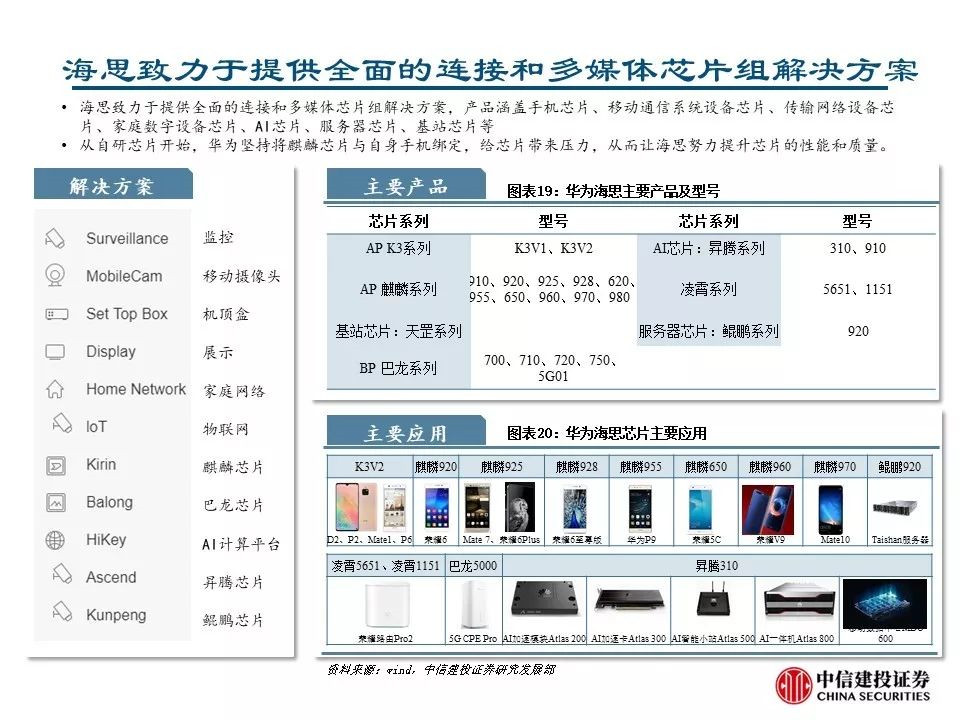 海思致力于提供全面的连接和多媒体芯片组解决方案
• 海思致力于提供全面的连接和多媒体芯片组解决方案，产品涵盖手机芯片、移动通信系统设备芯片、传输网络设备芯
片、家庭数字设备芯片、AI芯片、服务器芯片、基站芯片等
• 从自研芯片开始，华为坚持将麒麟芯片与自身手机绑定，给芯片带来压力，从而让海思努力提升芯片的性能和质量。
解决方案
Surveillance 监控
MobileCam 移动摄像头
Set Top Box 机顶盒
Display 展示
Home Network 家庭网络
IoT 物联网
Kirin 麒麟芯片
Balong 巴龙芯片
HiKey AI计算平台
Ascend 昇腾芯片
Kunpeng 鲲鹏芯片
主要产品
图表19：华为海思主要产品及型号
芯片系列 型号 芯片系列 型号
AP K3系列 K3V1、K3V2 AI芯片：昇腾系列 310、910
AP 麒麟系列 910、920、925、928、620、 凌霄系列 5651、1151
955、650、960、970、980
基站芯片：天罡系列 服务器芯片：鲲鹏系列 920
BP 巴龙系列 700、710、720、750、
5G01
主要应用
图表20：华为海思芯片主要应用
K3V2 麒麟920 麒麟925 麒麟928 麒麟955 麒麟650 麒麟960 麒麟970 鲲鹏920
D2、P2、Mate1、P6 荣耀6 Mate 7、荣耀6Plus 荣耀6至尊版 华为P9 荣耀5C 荣耀V9 Mate10 Taishan服务器
凌霄5651、凌霄1151 巴龙5000 昇腾310
荣耀路由Pro2 5G CPE Pro AI加速模块Atlas 200 AI加速卡Atlas 300 AI智能小站Atlas 500 AI一体机Atlas 800
600
资料来源：wind，中信建投证券研究发展部
中信建投证券
CHINA SECURITIES